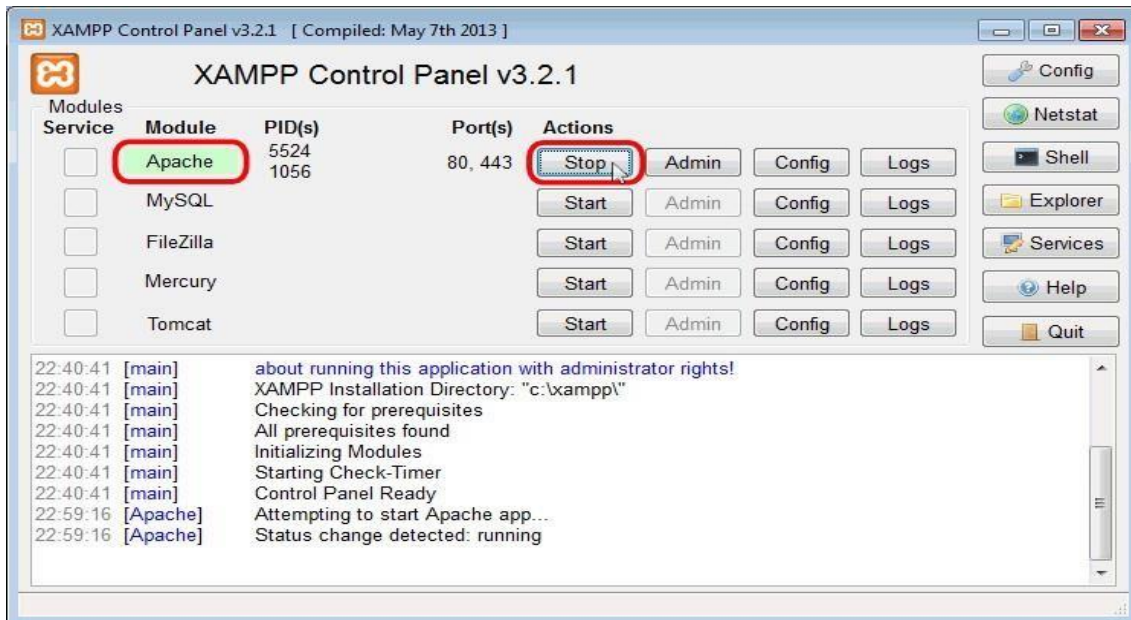 XAMPP Control Panel v3.2.1 [ Compiled: May 7th 2013 ]
XAMPP Control Panel v3.2.1
Config
Modules
Service Module PID(s) Port(s) Actions
Netstat
Apache 5524 1056 80, 443 Stop Admin Config Logs
Shell
MySQL Start Admin Config Logs
Explorer
FileZilla Start Admin Config Logs
Services
Mercury Start Admin Config Logs
Help
Tomcat Start Admin Config Logs
Quit
22:40:41 [main] about running this application with administrator rights!
22:40:41 [main] XAMPP Installation Directory: "c:\xampp\"
22:40:41 [main] Checking for prerequisites
22:40:41 [main] All prerequisites found
22:40:41 [main] Initializing Modules
22:40:41 [main] Starting Check-Timer
22:40:41 [main] Control Panel Ready
22:59:16 [Apache] Attempting to start Apache app...
22:59:16 [Apache] Status change detected: running